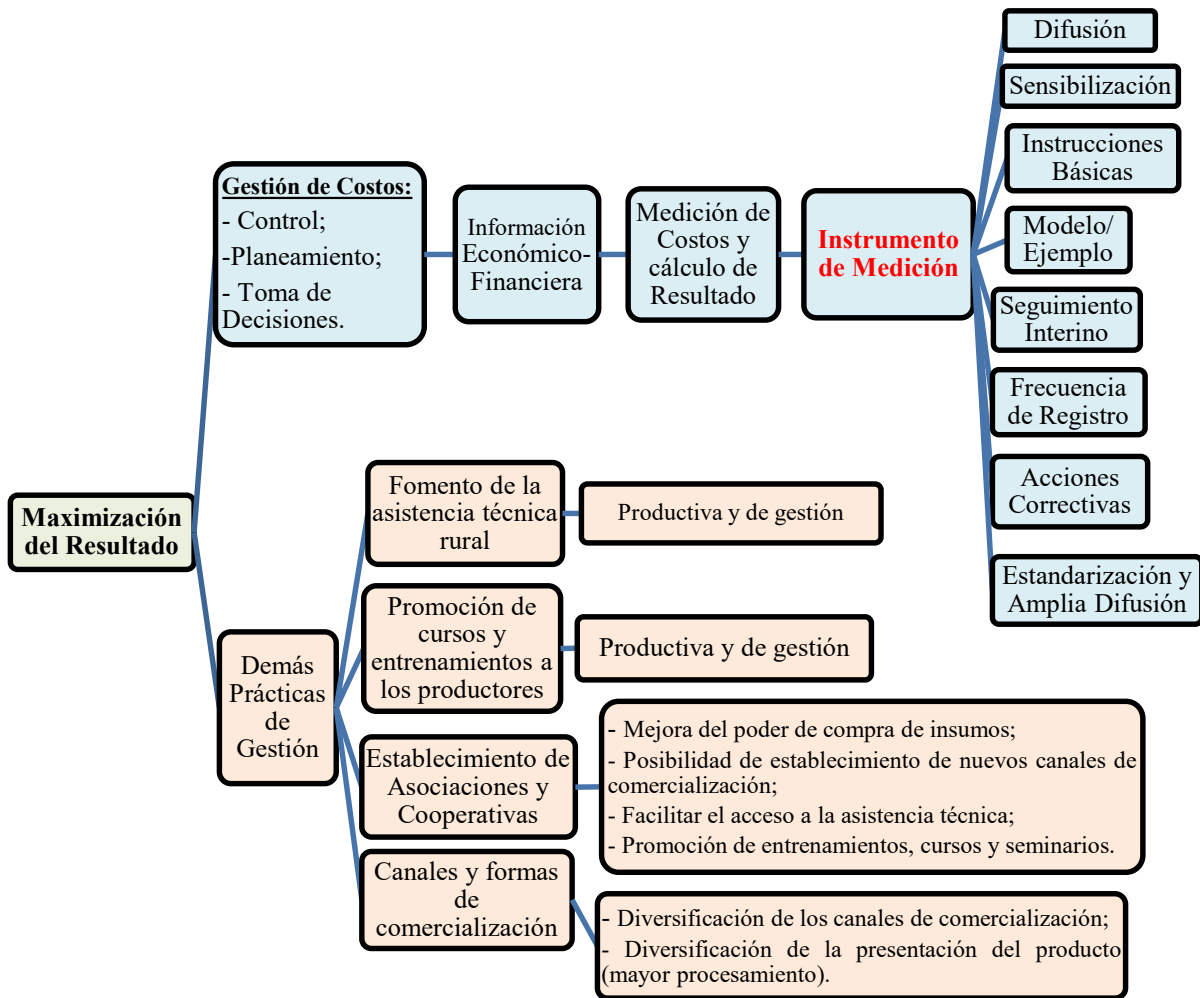 Maximización
del Resultado
Gestión de Costos:
- Control;
-Planeamiento;
- Toma de
Decisiones.
Información
Económico-
Financiera
Medición de
Costos y
cálculo de
Resultado
Instrumento
de Medición
Difusión
Sensibilización
Instrucciones
Básicas
Modelo/
Ejemplo
Seguimiento
Interino
Frecuencia
de Registro
Acciones
Correctivas
Estandarización y
Amplia Difusión
Demás
Prácticas
de
Gestión
Fomento de la
asistencia técnica
rural
Productiva y de gestión
Promoción de
cursos y
entrenamientos a
los productores
Productiva y de gestión
Establecimiento de
Asociaciones y
Cooperativas
- Mejora del poder de compra de insumos;
- Posibilidad de establecimiento de nuevos canales de
comercialización;
- Facilitar el acceso a la asistencia técnica;
- Promoción de entrenamientos, cursos y seminarios.
Canales y formas
de
comercialización
- Diversificación de los canales de comercialización;
- Diversificación de la presentación del producto
(mayor procesamiento).